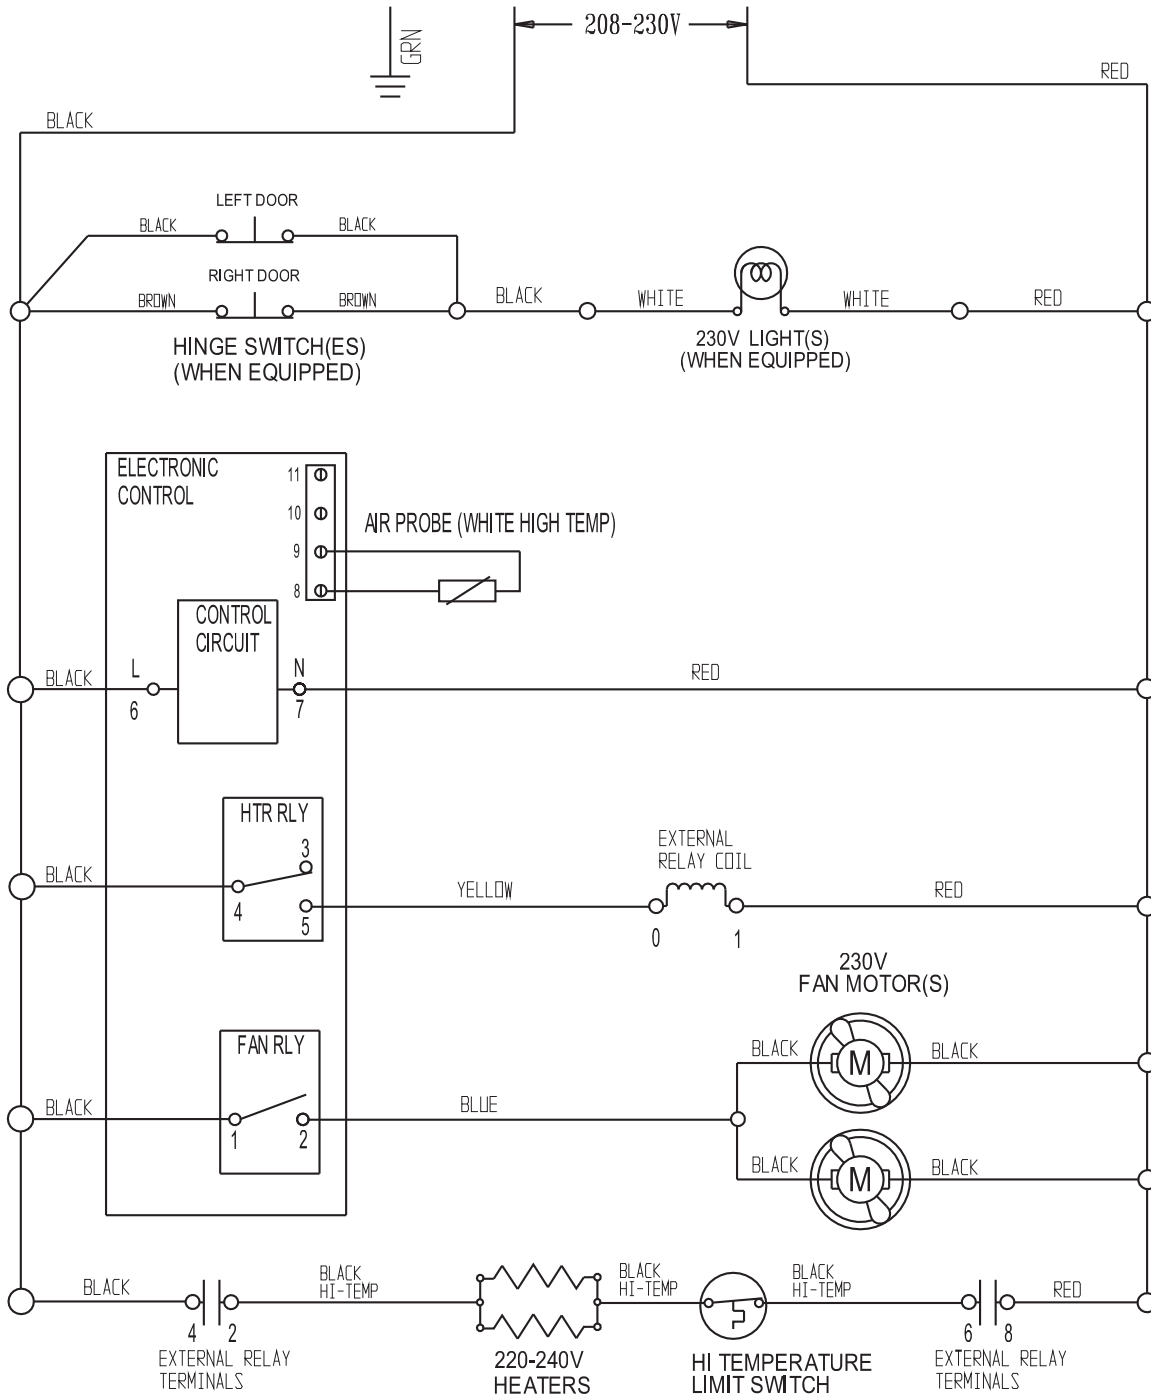 208-230V
GRN
RED
BLACK
LEFT DOOR
BLACK
BLACK
RIGHT DOOR
BROWN
BROWN
BLACK
WHITE
WHITE
RED
HINGE SWITCH(ES)
(WHEN EQUIPPED)
230V LIGHT(S)
(WHEN EQUIPPED)
ELECTRONIC
CONTROL
11
10
9
8
AIR PROBE (WHITE HIGH TEMP)
CONTROL
CIRCUIT
BLACK
L
6
N
7
RED
HTR RLY
3
4
5
BLACK
YELLOW
EXTERNAL
RELAY COIL
0
1
RED
230V
FAN MOTOR(S)
FAN RLY
BLACK
1
2
BLUE
BLACK
M
BLACK
BLACK
M
BLACK
BLACK
4
2
EXTERNAL RELAY
TERMINALS
BLACK
HI-TEMP
220-240V
HEATERS
BLACK
HI-TEMP
HI TEMPERATURE
LIMIT SWITCH
BLACK
HI-TEMP
6
8
EXTERNAL RELAY
TERMINALS
RED